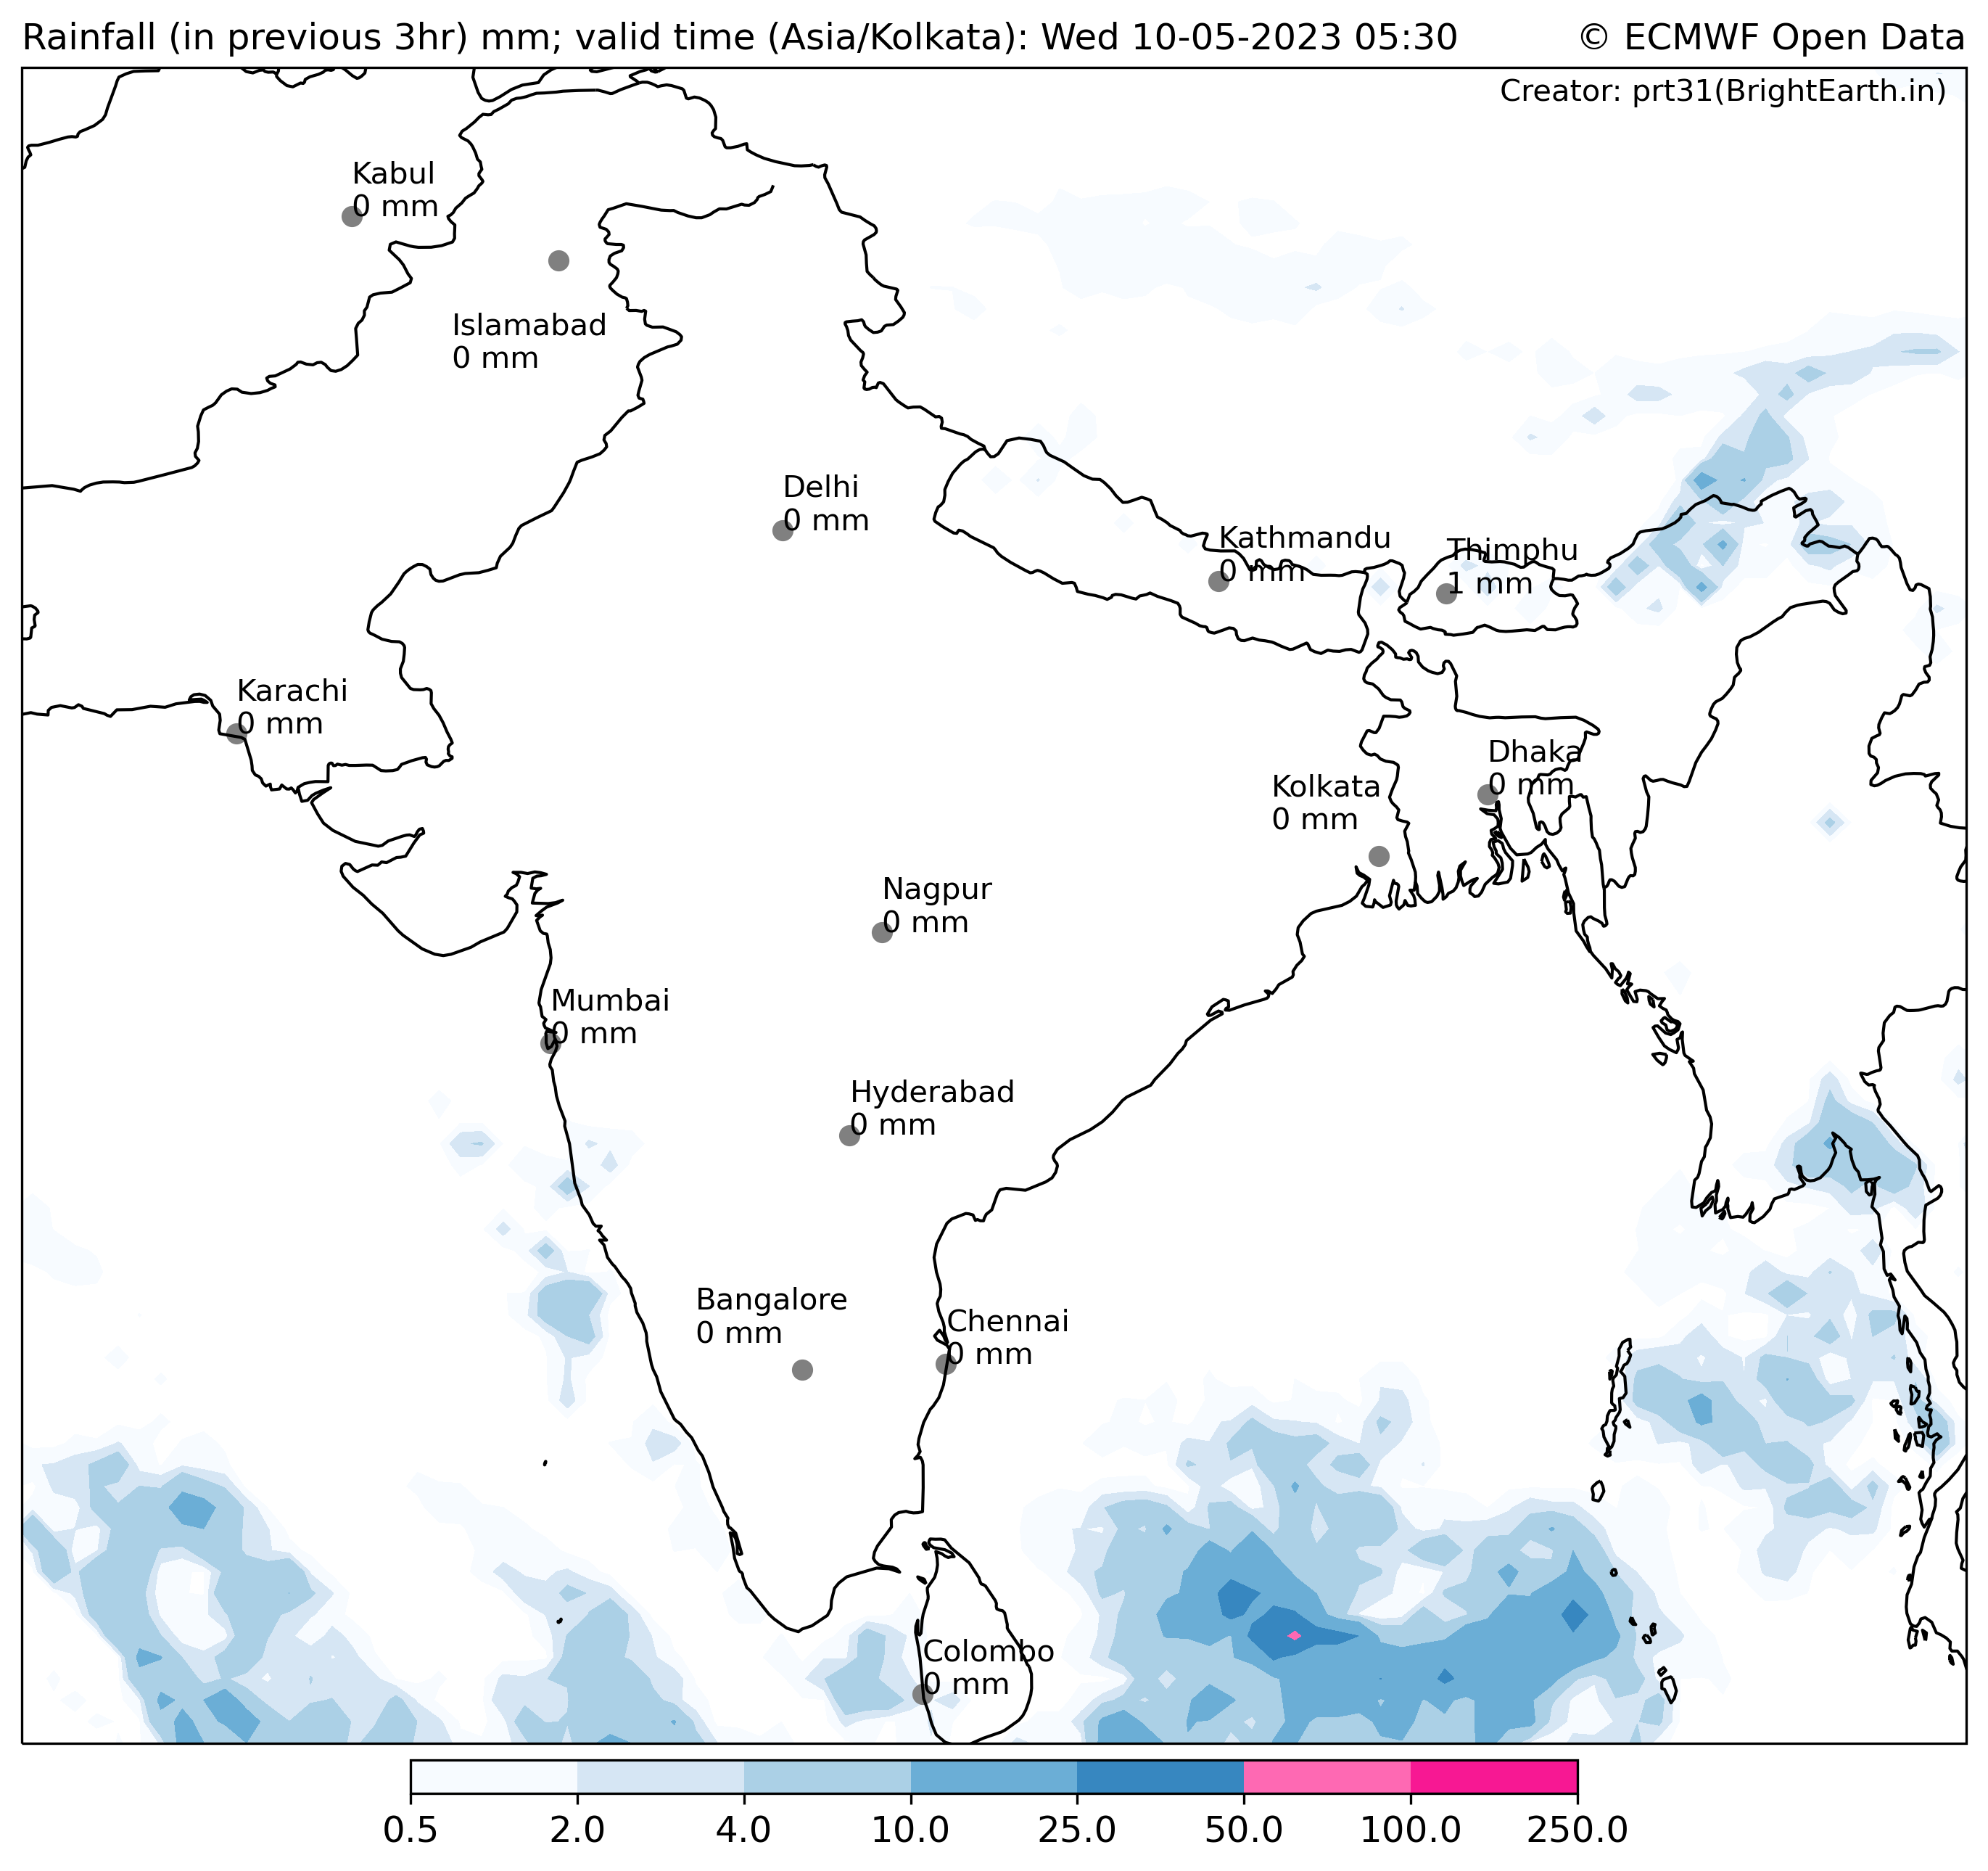 Rainfall (in previous 3hr) mm; valid time (Asia/Kolkata): Wed 10-05-2023 05:30
© ECMWF Open Data
Creator: prt31(BrightEarth.in)
Kabul
0 mm
Islamabad
0 mm
Delhi
0 mm
Kathmandu
0 mm
Thimphu
1 mm
Karachi
0 mm
Dhaka
0 mm
Kolkata
0 mm
Nagpur
0 mm
Mumbai
0 mm
Hyderabad
0 mm
Bangalore
0 mm
Chennai
0 mm
Colombo
0 mm
0.5 2.0 4.0 10.0 25.0 50.0 100.0 250.0